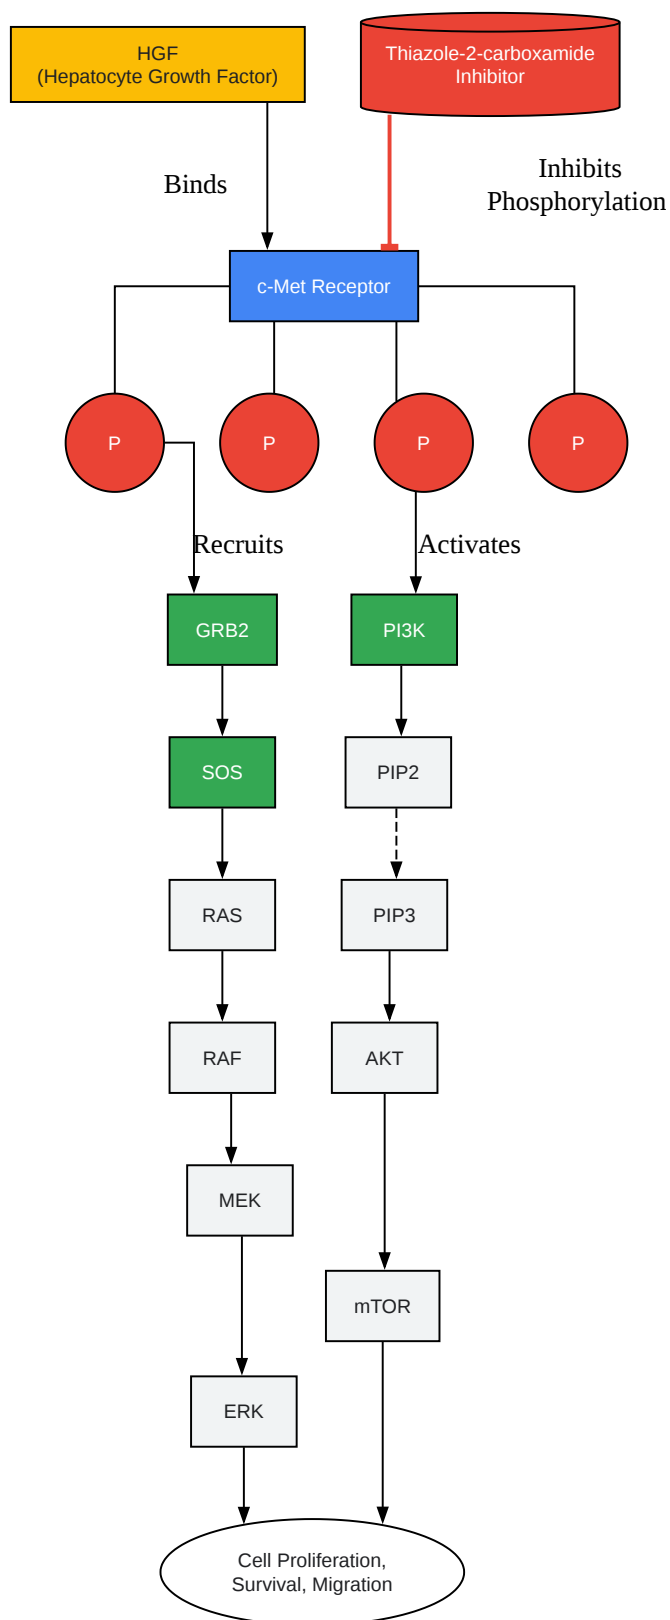 HGF
(Hepatocyte Growth Factor)
Thiazole-2-carboxamide
Inhibitor
Binds
Inhibits
Phosphorylation
c-Met Receptor
P
P
P
P
Recruits
Activates
GRB2
PI3K
SOS
PIP2
RAS
PIP3
RAF
AKT
MEK
mTOR
ERK
Cell Proliferation,
Survival, Migration